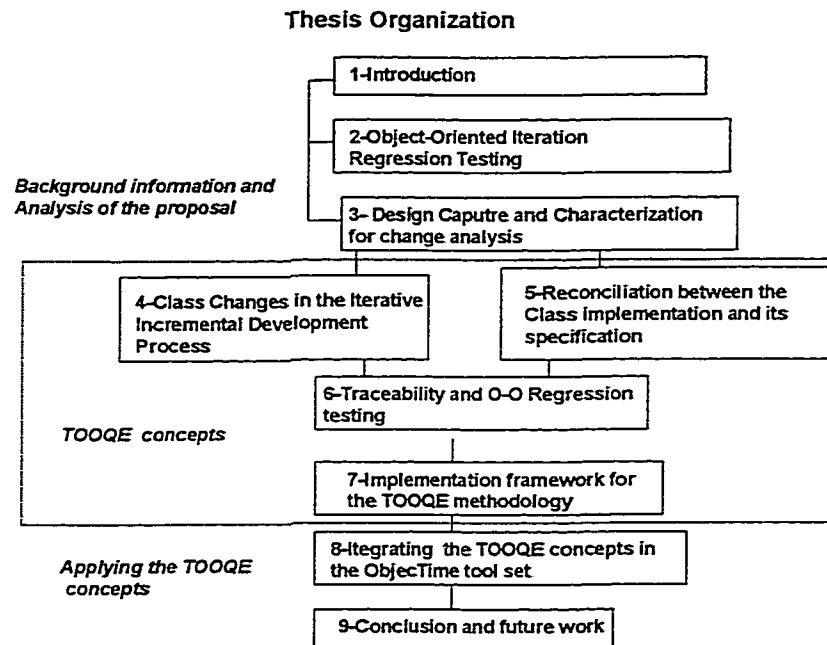 Thesis Organization
1-Introduction
2-Object-Oriented Iteration
Regression Testing
Background information and
Analysis of the proposal
3- Design Caputre and Characterization
for change analysis
4-Class Changes in the Iterative
Incremental Development
Process
5-Reconciliation between the
Class implementation and its
specification
6-Traceability and O-O Regression
testing
TOOQE concepts
7-Implementation framework for
the TOOQE methodology
8-Itegrating the TOOQE concepts in
the ObjecTime tool set
Applying the TOOQE
concepts
9-Conclusion and future work